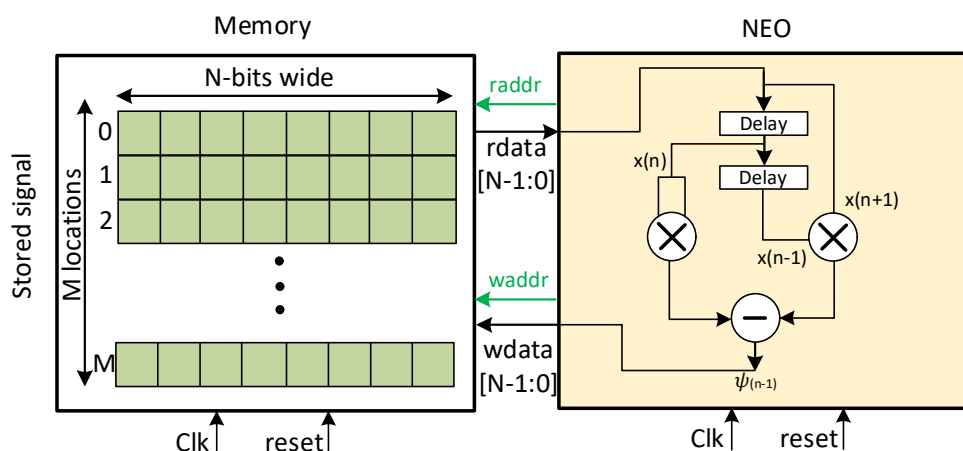 Memory
NEO
N-bits wide
raddr
0
Delay
rdata
[N-1:0]
x(n)
1
Delay
2
x(n+1)
x(n-1)
Stored signal
M locations
waddr
wdata
[N-1:0]
M
ψ(n-1)
Clk
reset
Clk
reset